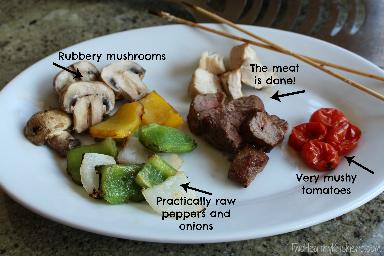 Rubbery mushrooms
The meat
is done!
Very mushy
tomatoes
Practically raw
peppers and
onions